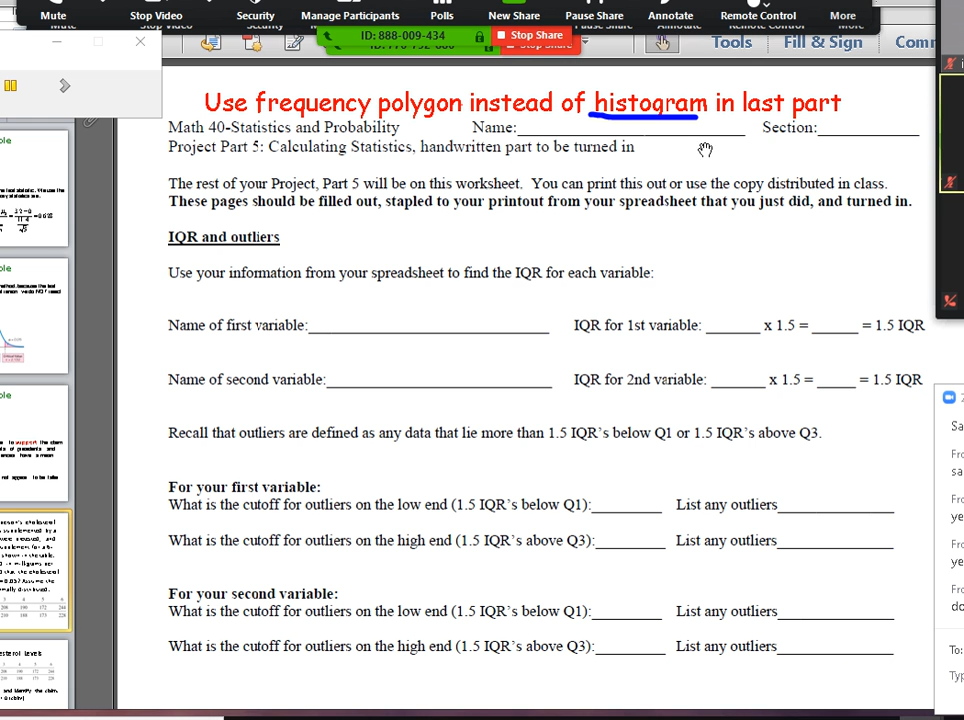 Mute Stop Video Security Manage Participants Polls New Share Pause Share Annotate Remote Control More
ID: 888-009-434 Stop Share
Tools Fill & Sign Comm
Use frequency polygon instead of histogram in last part
Math 40-Statistics and Probability Name:_______________ Section:_______________
Project Part 5: Calculating Statistics, handwritten part to be turned in
The rest of your Project, Part 5 will be on this worksheet. You can print this out or use the copy distributed in class.
These pages should be filled out, stapled to your printout from your spreadsheet that you just did, and turned in.
IQR and outliers
Use your information from your spreadsheet to find the IQR for each variable:
Name of first variable:_______________ IQR for 1st variable: _______ x 1.5 = ______ = 1.5 IQR
Name of second variable:_______________ IQR for 2nd variable: _______ x 1.5 = _____ = 1.5 IQR
Recall that outliers are defined as any data that lie more than 1.5 IQR's below Q1 or 1.5 IQR's above Q3.
For your first variable:
What is the cutoff for outliers on the low end (1.5 IQR's below Q1):_________ List any outliers_______________
What is the cutoff for outliers on the high end (1.5 IQR's above Q3):_________ List any outliers_______________
For your second variable:
What is the cutoff for outliers on the low end (1.5 IQR's below Q1):_________ List any outliers_______________
What is the cutoff for outliers on the high end (1.5 IQR's above Q3):_________ List any outliers_______________
To: